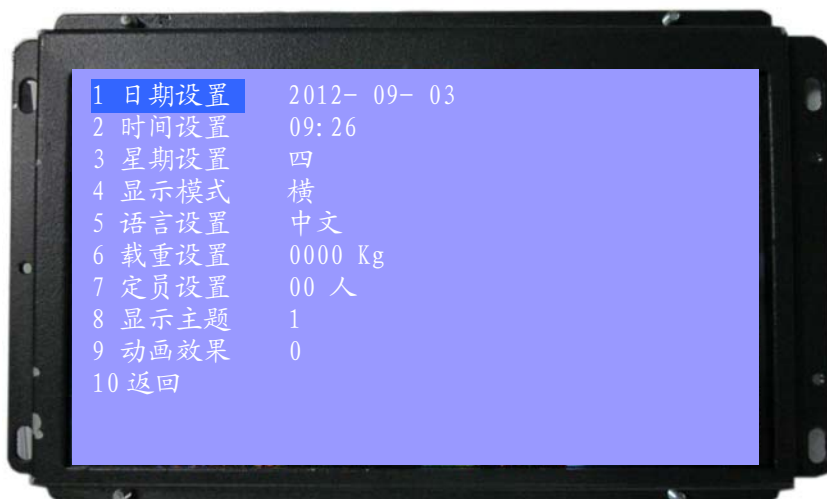 1 日期设置 2012- 09- 03
2 时间设置 09:26
3 星期设置 四
4 显示模式 横
5 语言设置 中文
6 载重设置 0000 Kg
7 定员设置 00 人
8 显示主题 1
9 动画效果 0
10 返回